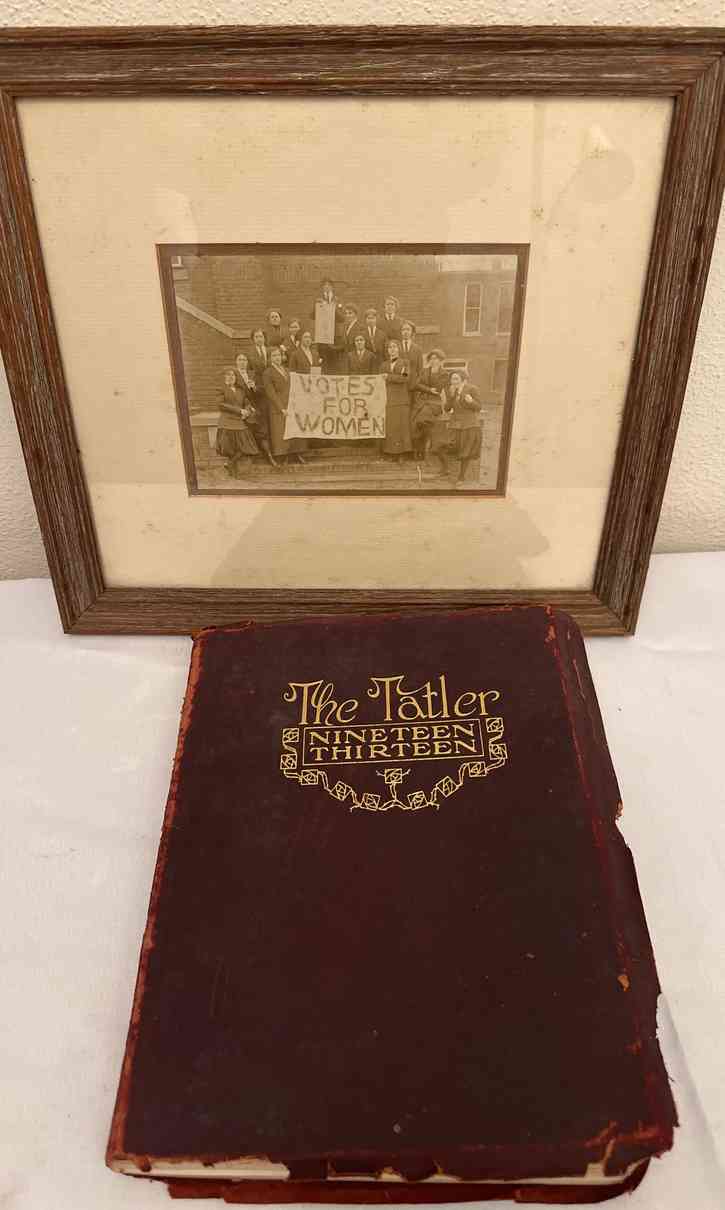 VOTES
FOR
WOMEN
The Tatler
NINETEEN
THIRTEEN